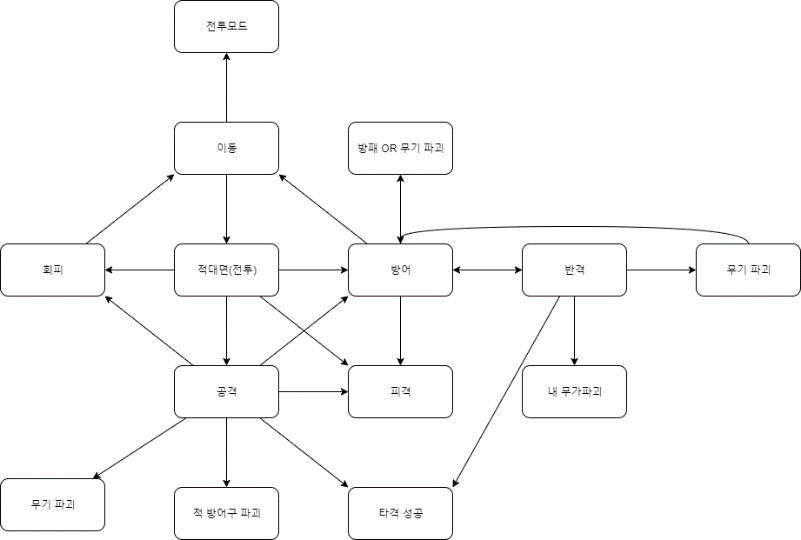 전투모드
이동
방패 OR 무기 파괴
회피
적대면(전투)
방어
반격
무기 파괴
공격
피격
내 무가파괴
무기 파괴
적 방어구 파괴
타격 성공